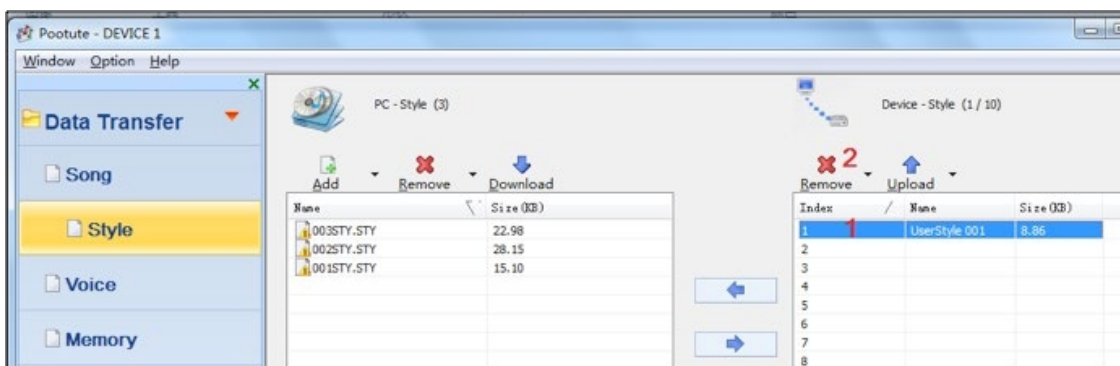 Pootute - DEVICE 1
Window Option Help
Data Transfer
Song
Style
Voice
Memory
PC - Style (3)
Add Remove Download
Name Size(KB)
003STY.STY 22.98
002STY.STY 28.15
001STY.STY 15.10
Device - Style (1 / 10)
2
Remove Upload
Index Name Size(KB)
1 1 UserStyle 001 8.86
2
3
4
5
6
7
8